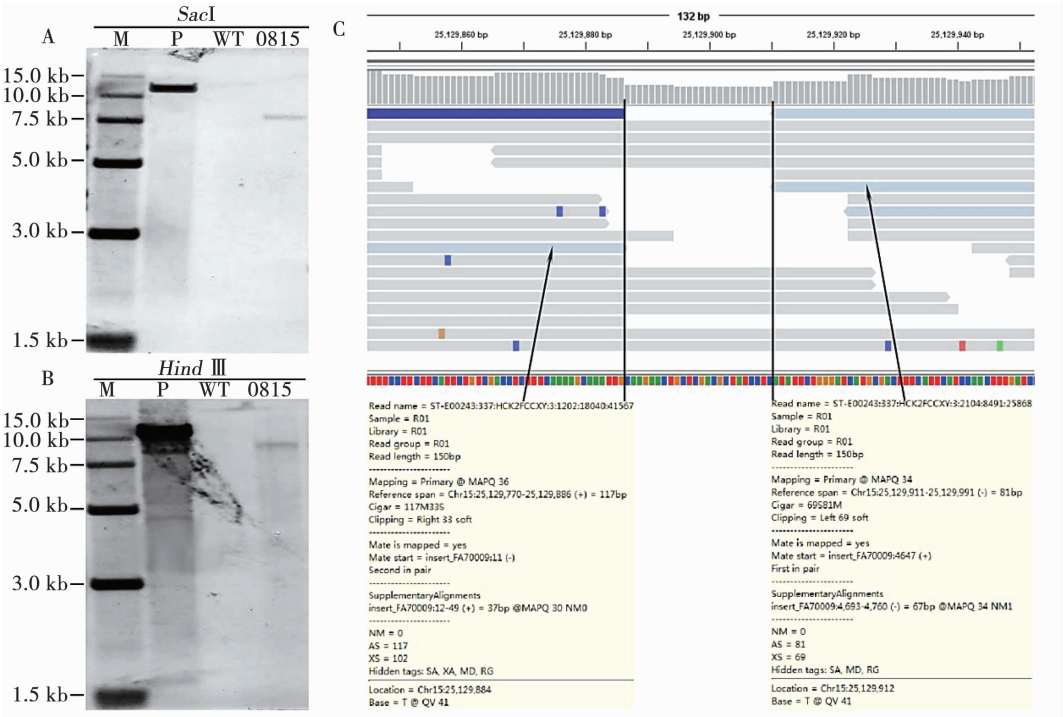 SacI
A
M P WT 0815
15.0 kb
10.0 kb
7.5 kb
5.0 kb
3.0 kb
1.5 kb
Hind III
B
M P WT 0815
15.0 kb
10.0 kb
7.5 kb
5.0 kb
3.0 kb
1.5 kb
C
132 bp
25,129,860 bp 25,129,880 bp 25,129,900 bp 25,129,920 bp 25,129,940 bp
Read name = ST-E00243:337:HCK2FCCXY:3:1202:18040:41567
Sample = R01
Library = R01
Read group = R01
Read length = 150bp
----------------------
Mapping = Primary @ MAPQ 36
Reference span = Chr15:25,129,770-25,129,886 (+) = 117bp
Cigar = 117M33S
Clipping = Right 33 soft
----------------------
Mate is mapped = yes
Mate start = insert_FA70009:11 (-)
Second in pair
----------------------
SupplementaryAlignments
insert_FA70009:12-49 (+) = 37bp @MAPQ 30 NM0
----------------------
NM = 0
AS = 117
XS = 102
Hidden tags: SA, XA, MD, RG
Location = Chr15:25,129,884
Base = T @ QV 41
Read name = ST-E00243:337:HCK2FCCXY:3:2104:8491:25868
Sample = R01
Library = R01
Read group = R01
Read length = 150bp
----------------------
Mapping = Primary @ MAPQ 34
Reference span = Chr15:25,129,911-25,129,991 (-) = 81bp
Cigar = 69S81M
Clipping = Left 69 soft
----------------------
Mate is mapped = yes
Mate start = insert_FA70009:4647 (+)
First in pair
----------------------
SupplementaryAlignments
insert_FA70009:4,693-4,760 (-) = 67bp @MAPQ 34 NM1
----------------------
NM = 0
AS = 81
XS = 69
Hidden tags: SA, MD, RG
Location = Chr15:25,129,912
Base = T @ QV 41